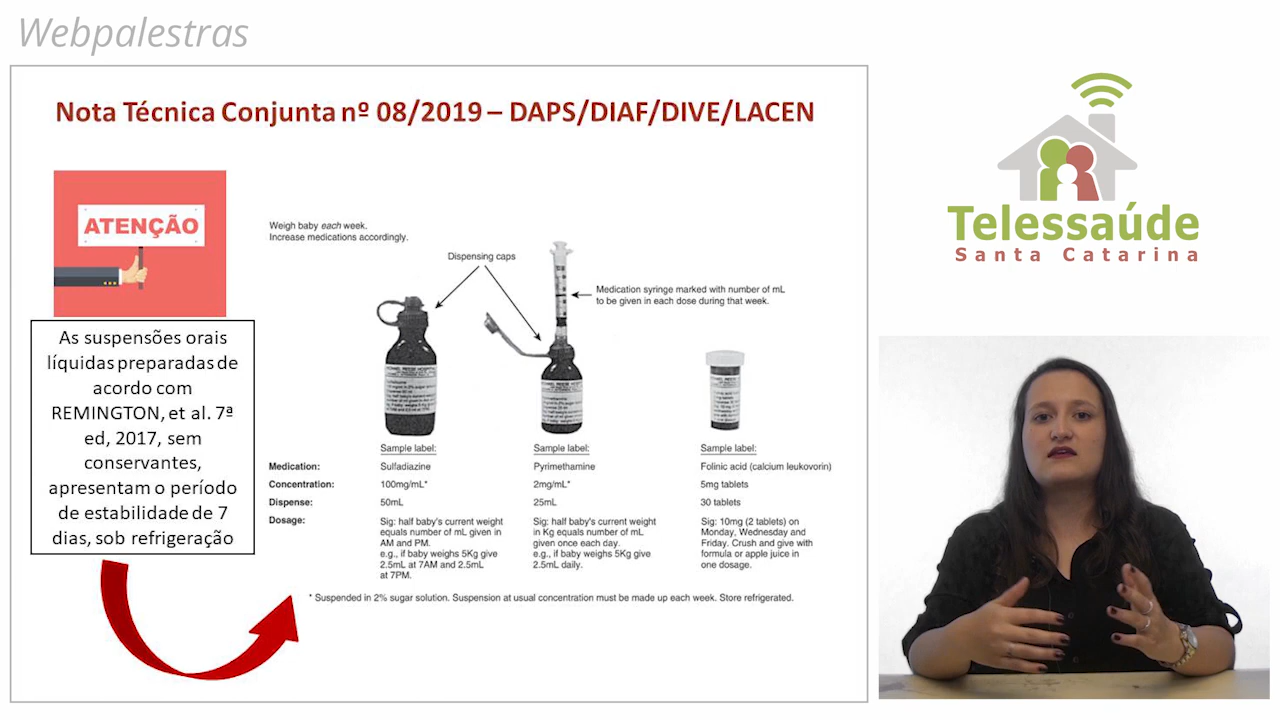 Webpalestras
Nota Técnica Conjunta nº 08/2019 – DAPS/DIAF/DIVE/LACEN
ATENÇÃO
As suspensões orais
líquidas preparadas de
acordo com
REMINGTON, et al. 7ª
ed, 2017, sem
conservantes,
apresentam o período
de estabilidade de 7
dias, sob refrigeração
Weigh baby each week.
Increase medications accordingly.
Dispensing caps
Medication syringe marked with number of mL
to be given in each dose during that week.
Sample label:
Sample label:
Sample label:
Medication:
Sulfadiazine
Pyrimethamine
Folinic acid (calcium leukovorin)
Concentration:
100mg/mL*
2mg/mL*
5mg tablets
Dispense:
50mL
25mL
30 tablets
Dosage:
Sig: half baby's current weight
equals number of mL given in
AM and PM.
e.g., if baby weighs 5Kg give
2.5mL at 7AM and 2.5mL
at 7PM.
Sig: half baby's current weight
in Kg equals number of mL
given once each day.
e.g., if baby weighs 5Kg give
2.5mL daily.
Sig: 10mg (2 tablets) on
Monday, Wednesday and
Friday. Crush and give with
formula or apple juice in
one dosage.
* Suspended in 2% sugar solution. Suspension at usual concentration must be made up each week. Store refrigerated.
Telessaúde
Santa Catarina